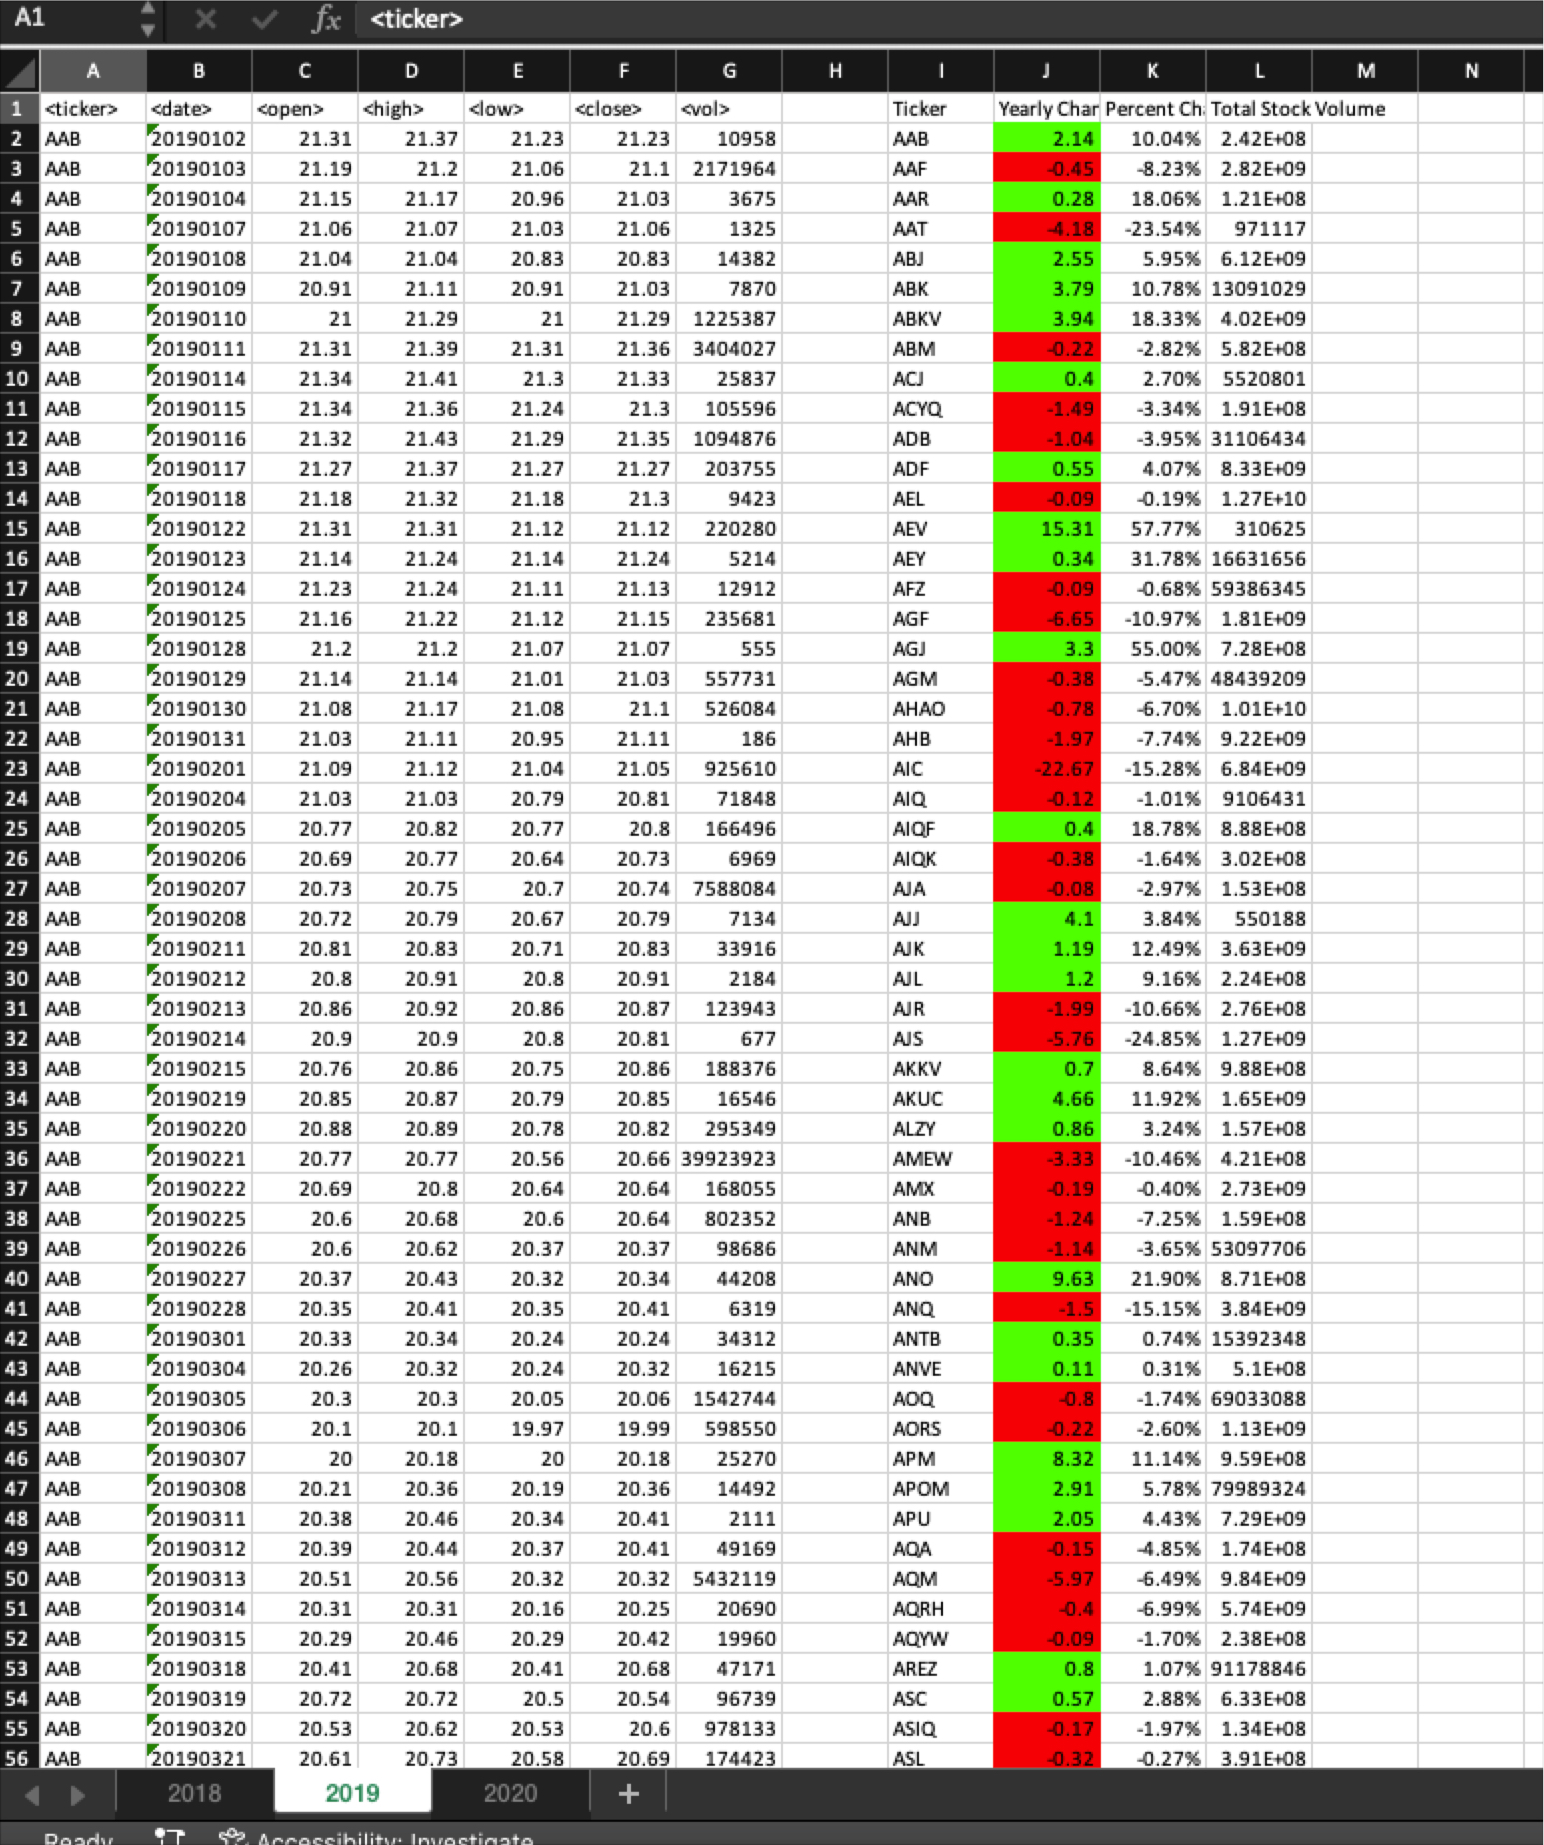 A1 fx <ticker>
A B C D E F G H I J K L M N
1 <ticker> <date> <open> <high> <low> <close> <vol> Ticker Yearly Char Percent Ch Total Stock Volume
2 AAB 20190102 21.31 21.37 21.23 21.23 10958 AAB 2.14 10.04% 2.42E+08
3 AAB 20190103 21.19 21.2 21.06 21.1 2171964 AAF -0.45 -8.23% 2.82E+09
4 AAB 20190104 21.15 21.17 20.96 21.03 3675 AAR 0.28 18.06% 1.21E+08
5 AAB 20190107 21.06 21.07 21.03 21.06 1325 AAT -4.18 -23.54% 971117
6 AAB 20190108 21.04 21.04 20.83 20.83 14382 ABJ 2.55 5.95% 6.12E+09
7 AAB 20190109 20.91 21.11 20.91 21.03 7870 ABK 3.79 10.78% 13091029
8 AAB 20190110 21 21.29 21 21.29 1225387 ABKV 3.94 18.33% 4.02E+09
9 AAB 20190111 21.31 21.39 21.31 21.36 3404027 ABM -0.22 -2.82% 5.82E+08
10 AAB 20190114 21.34 21.41 21.3 21.33 25837 ACJ 0.4 2.70% 5520801
11 AAB 20190115 21.34 21.36 21.24 21.3 105596 ACYQ -1.49 -3.34% 1.91E+08
12 AAB 20190116 21.32 21.43 21.29 21.35 1094876 ADB -1.04 -3.95% 31106434
13 AAB 20190117 21.27 21.37 21.27 21.27 203755 ADF 0.55 4.07% 8.33E+09
14 AAB 20190118 21.18 21.32 21.18 21.3 9423 AEL -0.09 -0.19% 1.27E+10
15 AAB 20190122 21.31 21.31 21.12 21.12 220280 AEV 15.31 57.77% 310625
16 AAB 20190123 21.14 21.24 21.14 21.24 5214 AEY 0.34 31.78% 16631656
17 AAB 20190124 21.23 21.24 21.11 21.13 12912 AFZ -0.09 -0.68% 59386345
18 AAB 20190125 21.16 21.22 21.12 21.15 235681 AGF -6.65 -10.97% 1.81E+09
19 AAB 20190128 21.2 21.2 21.07 21.07 555 AGJ 3.3 55.00% 7.28E+08
20 AAB 20190129 21.14 21.14 21.01 21.03 557731 AGM -0.38 -5.47% 48439209
21 AAB 20190130 21.08 21.17 21.08 21.1 526084 AHAO -0.78 -6.70% 1.01E+10
22 AAB 20190131 21.03 21.11 20.95 21.11 186 AHB -1.97 -7.74% 9.22E+09
23 AAB 20190201 21.09 21.12 21.04 21.05 925610 AIC -22.67 -15.28% 6.84E+09
24 AAB 20190204 21.03 21.03 20.79 20.81 71848 AIQ -0.12 -1.01% 9106431
25 AAB 20190205 20.77 20.82 20.77 20.8 166496 AIQF 0.4 18.78% 8.88E+08
26 AAB 20190206 20.69 20.77 20.64 20.73 6969 AIQK -0.38 -1.64% 3.02E+08
27 AAB 20190207 20.73 20.75 20.7 20.74 7588084 AJA -0.08 -2.97% 1.53E+08
28 AAB 20190208 20.72 20.79 20.67 20.79 7134 AJJ 4.1 3.84% 550188
29 AAB 20190211 20.81 20.83 20.71 20.83 33916 AJK 1.19 12.49% 3.63E+09
30 AAB 20190212 20.8 20.91 20.8 20.91 2184 AJL 1.2 9.16% 2.24E+08
31 AAB 20190213 20.86 20.92 20.86 20.87 123943 AJR -1.99 -10.66% 2.76E+08
32 AAB 20190214 20.9 20.9 20.8 20.81 677 AJS -5.76 -24.85% 1.27E+09
33 AAB 20190215 20.76 20.86 20.75 20.86 188376 AKKV 0.7 8.64% 9.88E+08
34 AAB 20190219 20.85 20.87 20.79 20.85 16546 AKUC 4.66 11.92% 1.65E+09
35 AAB 20190220 20.88 20.89 20.78 20.82 295349 ALZY 0.86 3.24% 1.57E+08
36 AAB 20190221 20.77 20.77 20.56 20.66 39923923 AMEW -3.33 -10.46% 4.21E+08
37 AAB 20190222 20.69 20.8 20.64 20.64 168055 AMX -0.19 -0.40% 2.73E+09
38 AAB 20190225 20.6 20.68 20.6 20.64 802352 ANB -1.24 -7.25% 1.59E+08
39 AAB 20190226 20.6 20.62 20.37 20.37 98686 ANM -1.14 -3.65% 53097706
40 AAB 20190227 20.37 20.43 20.32 20.34 44208 ANO 9.63 21.90% 8.71E+08
41 AAB 20190228 20.35 20.41 20.35 20.41 6319 ANQ -1.5 -15.15% 3.84E+09
42 AAB 20190301 20.33 20.34 20.24 20.24 34312 ANTB 0.35 0.74% 15392348
43 AAB 20190304 20.26 20.32 20.24 20.32 16215 ANVE 0.11 0.31% 5.1E+08
44 AAB 20190305 20.3 20.3 20.05 20.06 1542744 AOQ -0.8 -1.74% 69033088
45 AAB 20190306 20.1 20.1 19.97 19.99 598550 AORS -0.22 -2.60% 1.13E+09
46 AAB 20190307 20 20.18 20 20.18 25270 APM 8.32 11.14% 9.59E+08
47 AAB 20190308 20.21 20.36 20.19 20.36 14492 APOM 2.91 5.78% 79989324
48 AAB 20190311 20.38 20.46 20.34 20.41 2111 APU 2.05 4.43% 7.29E+09
49 AAB 20190312 20.39 20.44 20.37 20.41 49169 AQA -0.15 -4.85% 1.74E+08
50 AAB 20190313 20.51 20.56 20.32 20.32 5432119 AQM -5.97 -6.49% 9.84E+09
51 AAB 20190314 20.31 20.31 20.16 20.25 20690 AQRH -0.4 -6.99% 5.74E+09
52 AAB 20190315 20.29 20.46 20.29 20.42 19960 AQYW -0.09 -1.70% 2.38E+08
53 AAB 20190318 20.41 20.68 20.41 20.68 47171 AREZ 0.8 1.07% 91178846
54 AAB 20190319 20.72 20.72 20.5 20.54 96739 ASC 0.57 2.88% 6.33E+08
55 AAB 20190320 20.53 20.62 20.53 20.6 978133 ASIQ -0.17 -1.97% 1.34E+08
56 AAB 20190321 20.61 20.73 20.58 20.69 174423 ASL -0.32 -0.27% 3.91E+08
2018 2019 2020 +
Ready Accessibility: Investigate